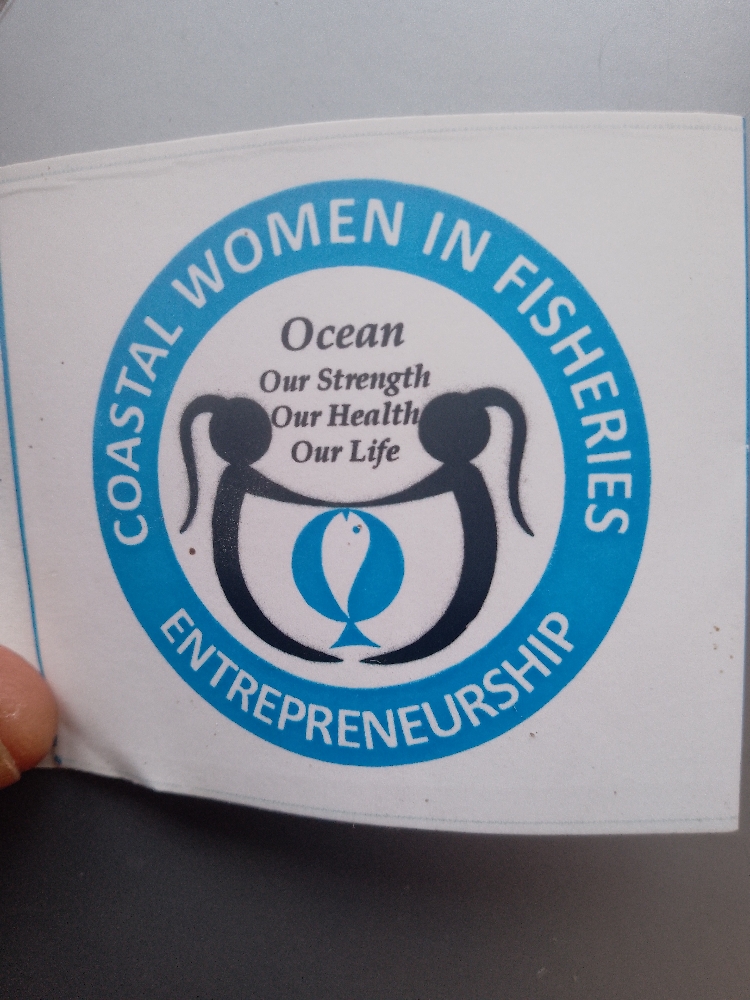 COASTAL WOMEN IN FISHERIES
Ocean
Our Strength
Our Health
Our Life
ENTREPRENEURSHIP